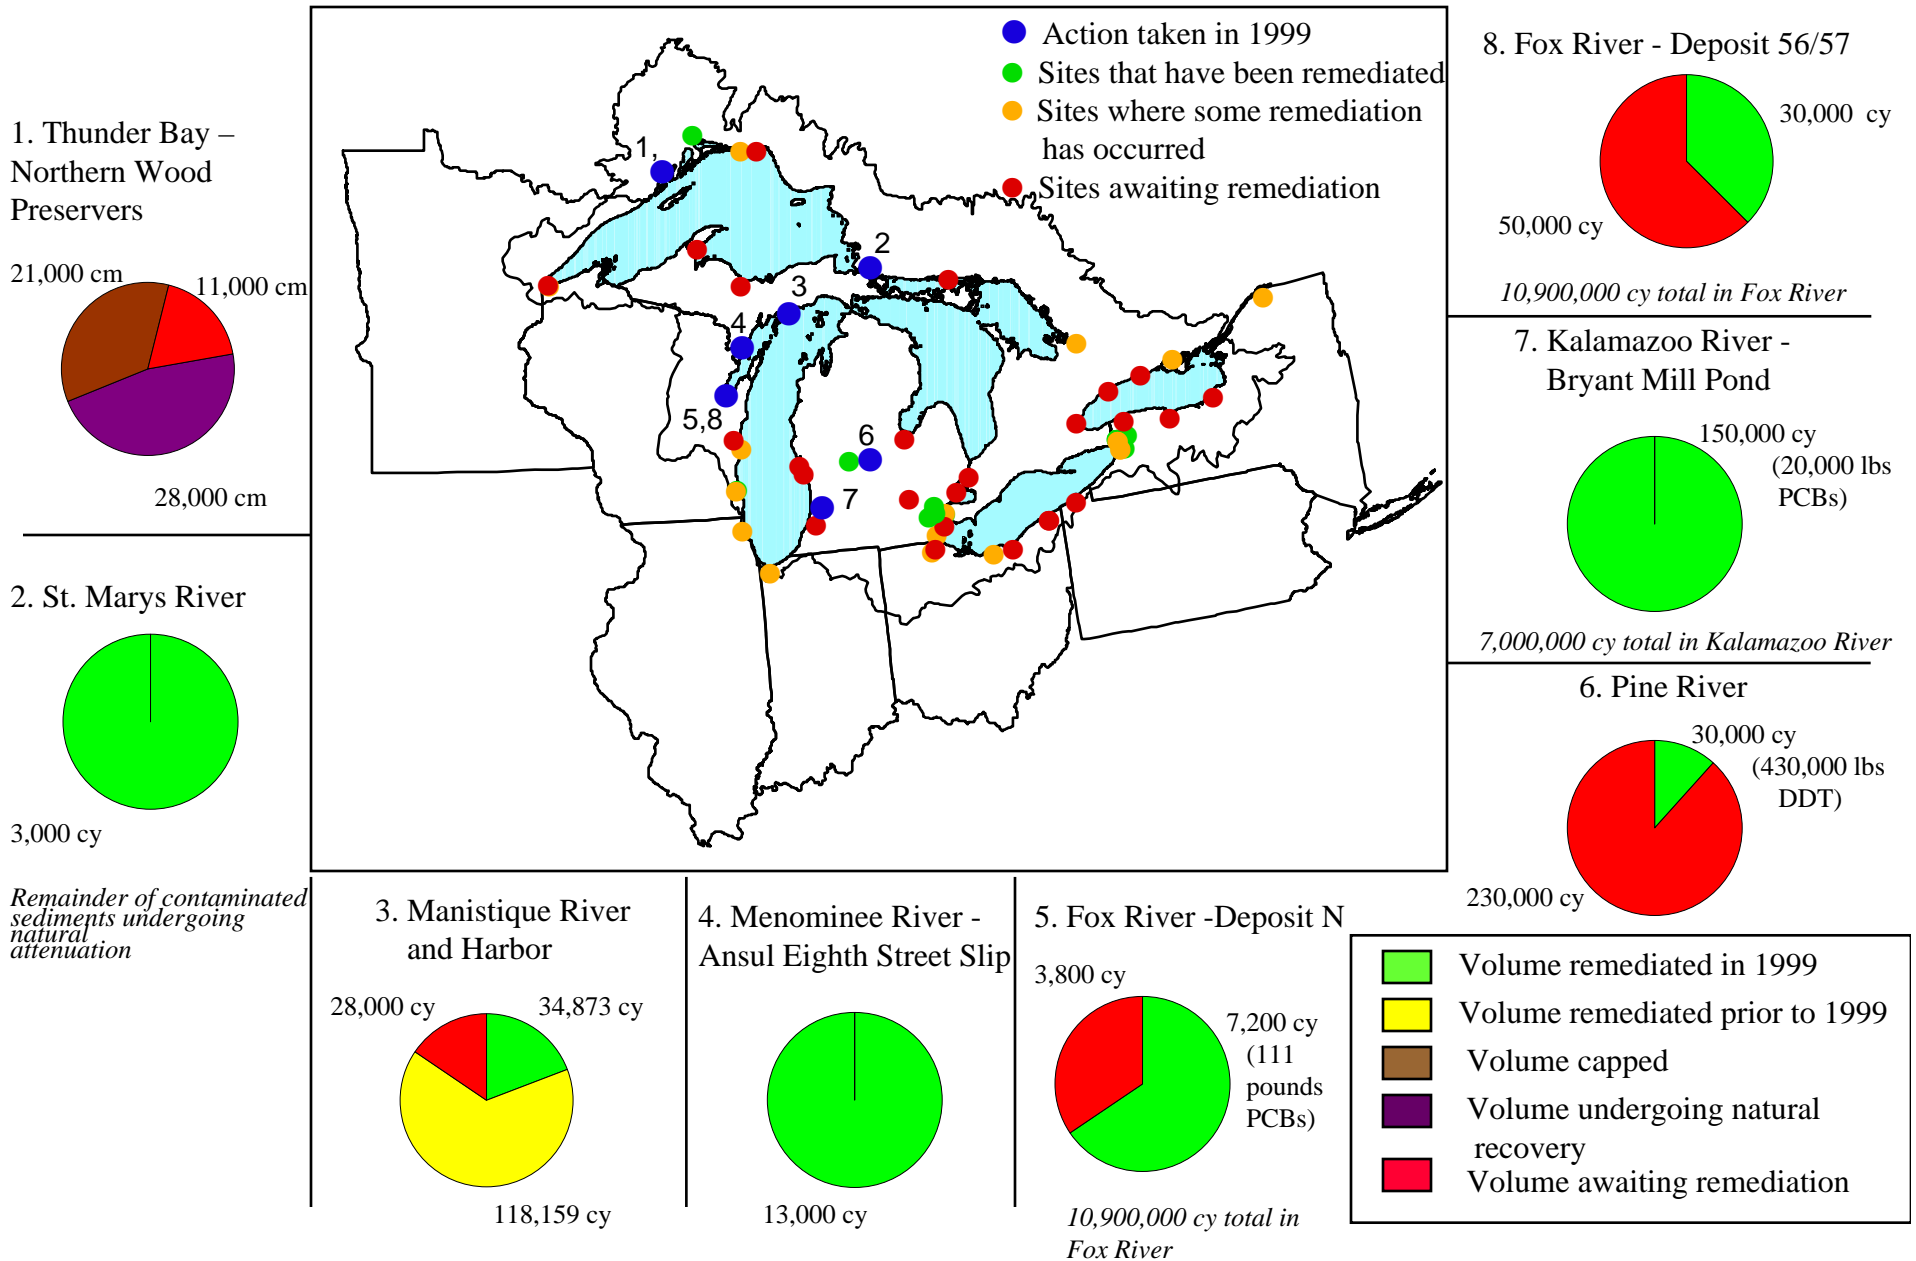 Action taken in 1999
Sites that have been remediated
Sites where some remediation
has occurred
Sites awaiting remediation
1. Thunder Bay –
Northern Wood
Preservers
21,000 cm
11,000 cm
28,000 cm
2. St. Marys River
3,000 cy
Remainder of contaminated
sediments undergoing
natural
attenuation
1,
2
3
4
5,8
6
7
3. Manistique River
and Harbor
28,000 cy
34,873 cy
118,159 cy
4. Menominee River -
Ansul Eighth Street Slip
13,000 cy
5. Fox River -Deposit N
3,800 cy
7,200 cy
(111
pounds
PCBs)
10,900,000 cy total in
Fox River
8. Fox River - Deposit 56/57
30,000 cy
50,000 cy
10,900,000 cy total in Fox River
7. Kalamazoo River -
Bryant Mill Pond
150,000 cy
(20,000 lbs
PCBs)
7,000,000 cy total in Kalamazoo River
6. Pine River
30,000 cy
(430,000 lbs
DDT)
230,000 cy
Volume remediated in 1999
Volume remediated prior to 1999
Volume capped
Volume undergoing natural
recovery
Volume awaiting remediation